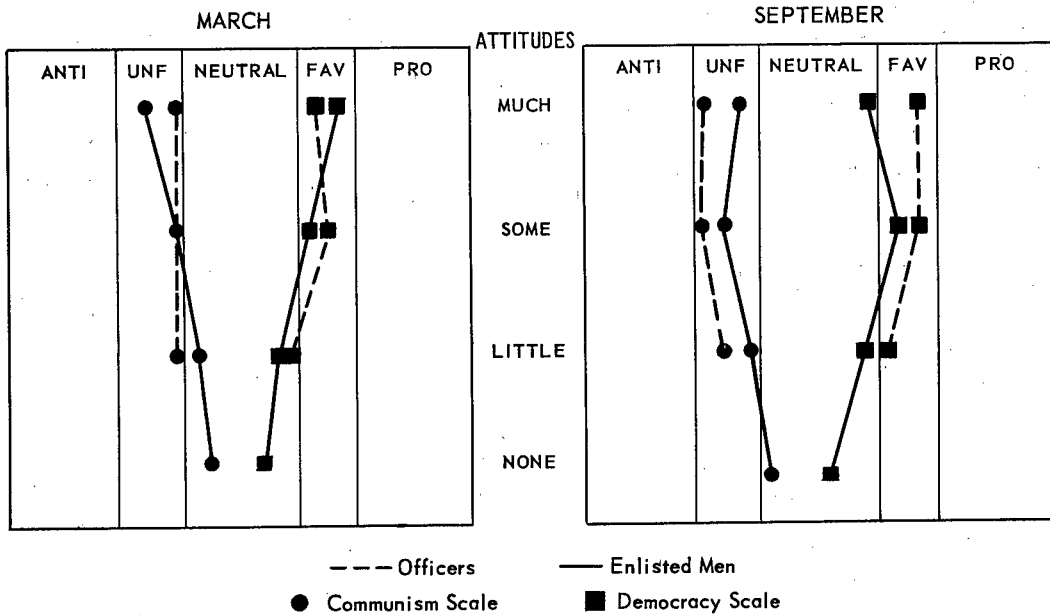 MARCH
SEPTEMBER
ATTITUDES
ANTI UNF NEUTRAL FAV PRO
ANTI UNF NEUTRAL FAV PRO
MUCH
SOME
LITTLE
NONE
Officers
Enlisted Men
Communism Scale
Democracy Scale